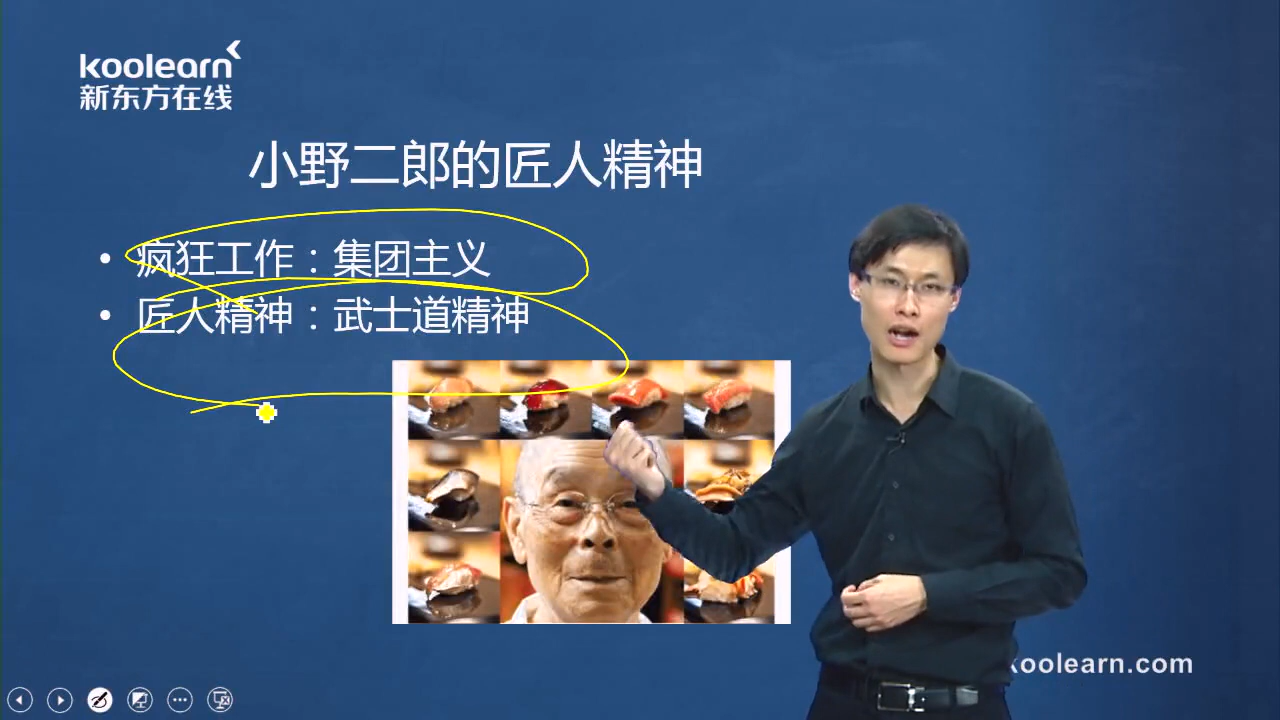 koolearn
新东方在线
小野二郎的匠人精神
• 疯狂工作：集团主义
• 匠人精神：武士道精神
koolearn.com